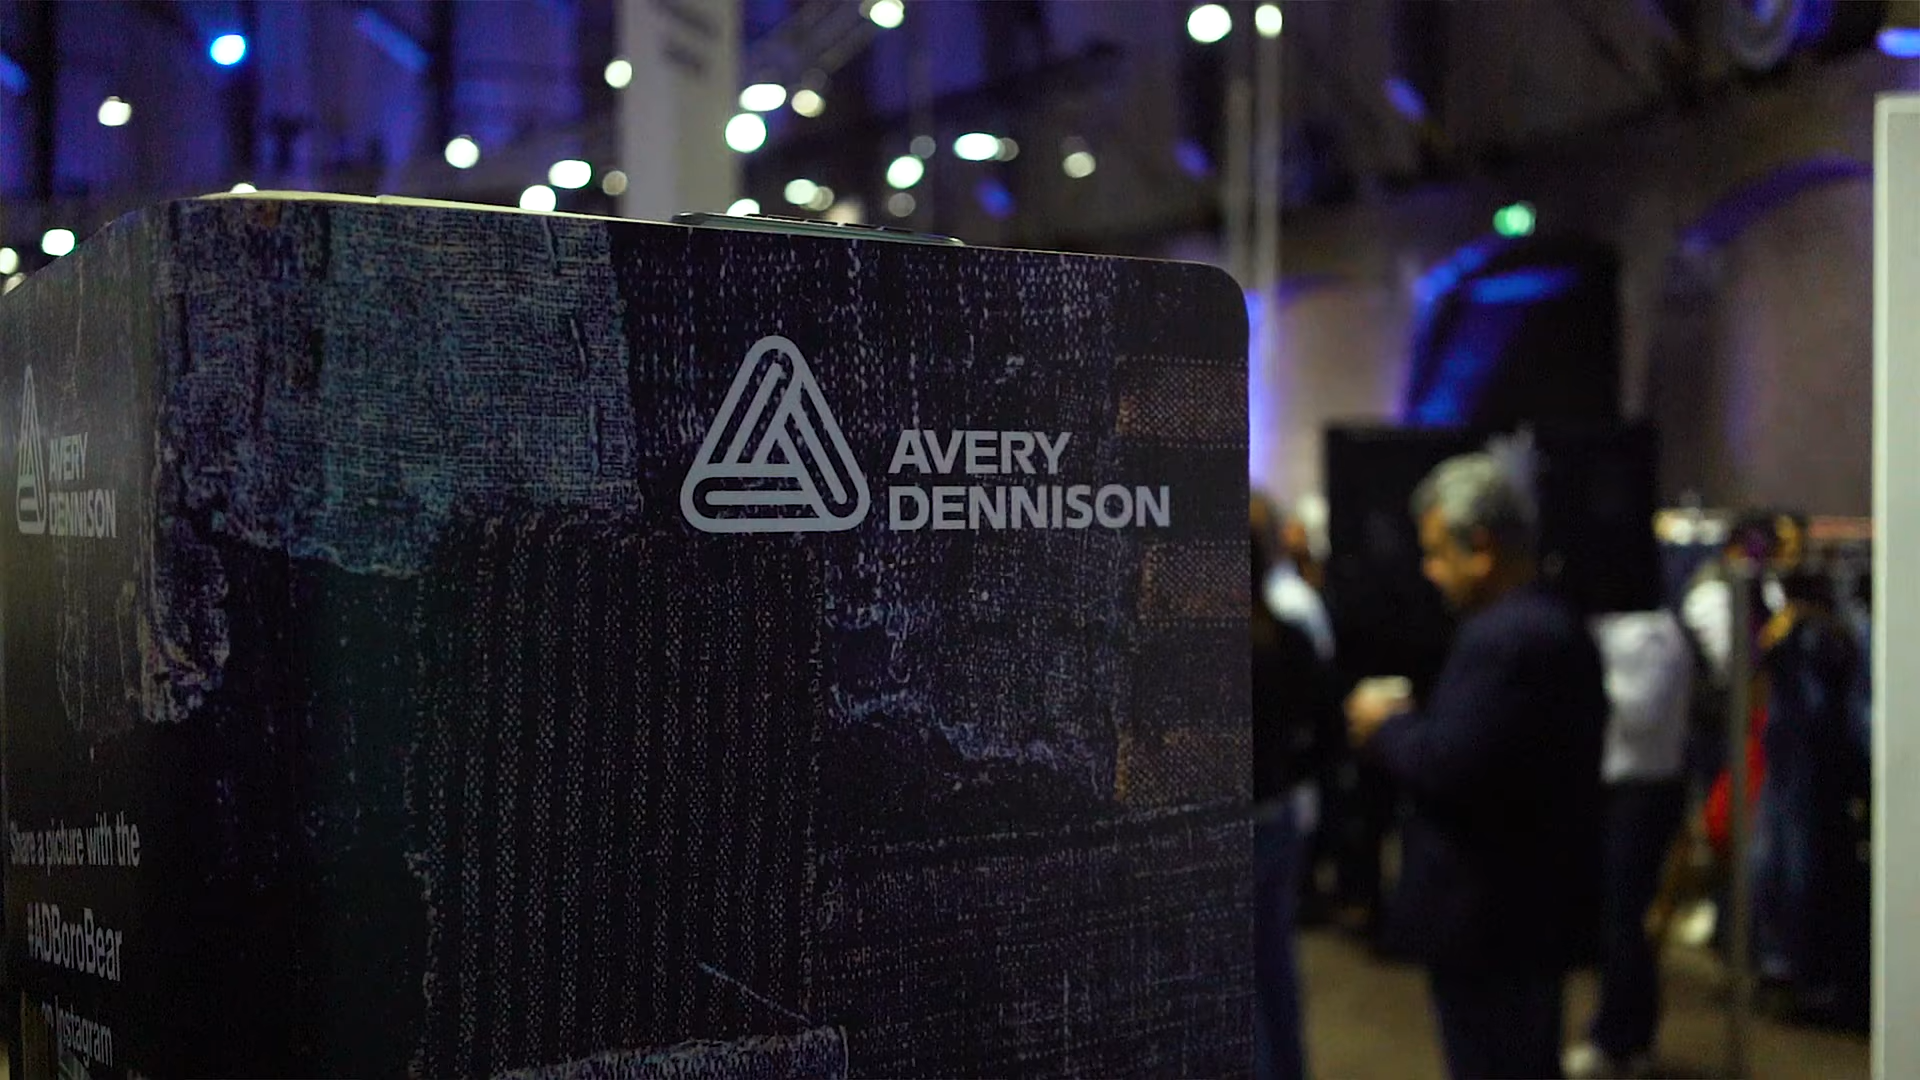 AVERY
DENNISON
AVERY
DENNISON
Share a picture with the
#ADBoroBear
on Instagram